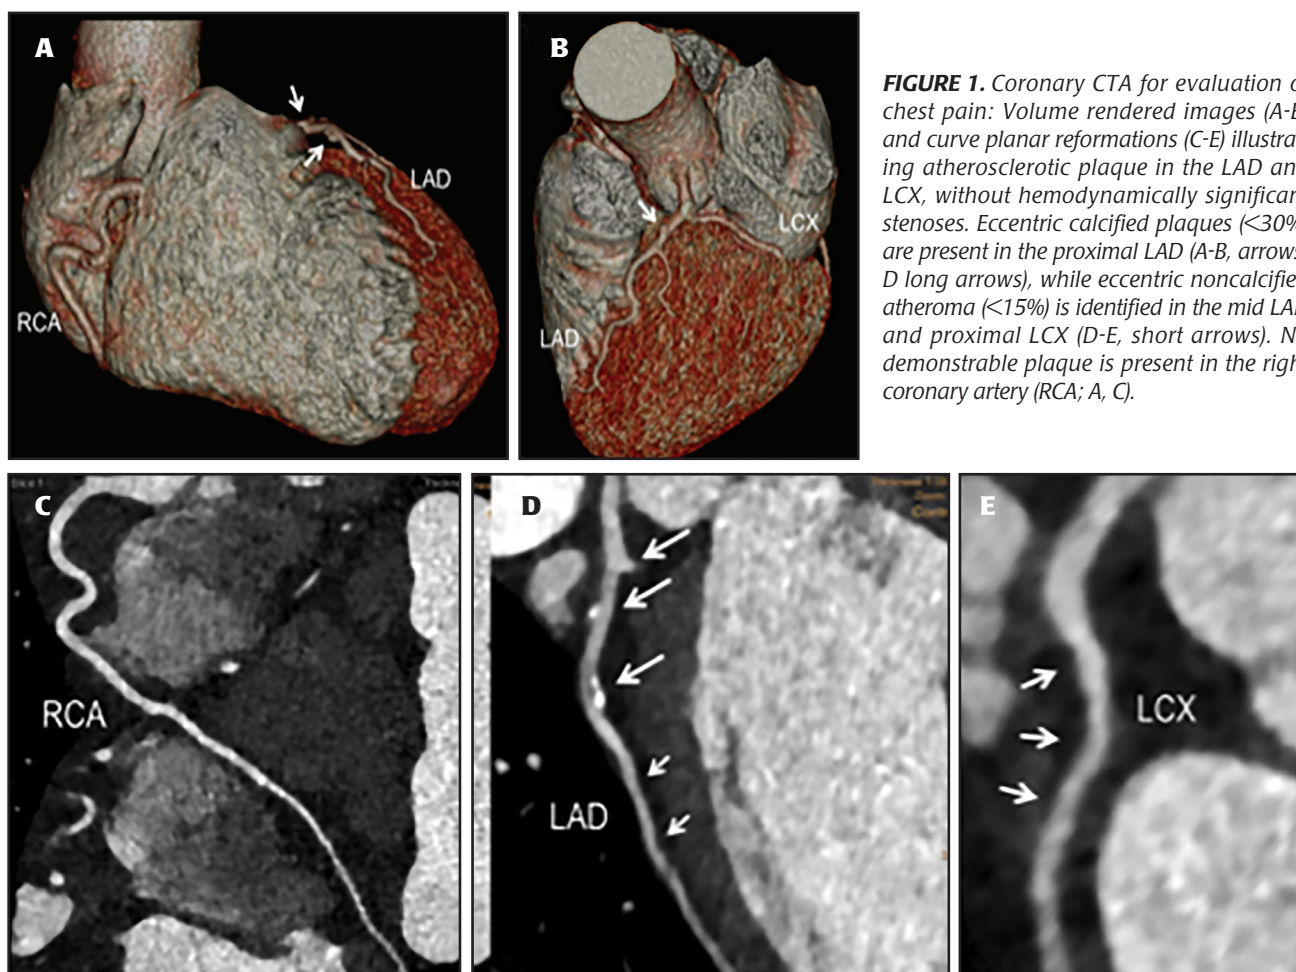 A
B
LAD
RCA
LCX
LAD
FIGURE 1. Coronary CTA for evaluation o
chest pain: Volume rendered images (A-B
and curve planar reformations (C-E) illustra
ing atherosclerotic plaque in the LAD an
LCX, without hemodynamically significan
stenoses. Eccentric calcified plaques (<30%
are present in the proximal LAD (A-B, arrows
D long arrows), while eccentric noncalcifie
atheroma (<15%) is identified in the mid LA
and proximal LCX (D-E, short arrows). N
demonstrable plaque is present in the righ
coronary artery (RCA; A, C).
C
RCA
D
LAD
E
LCX